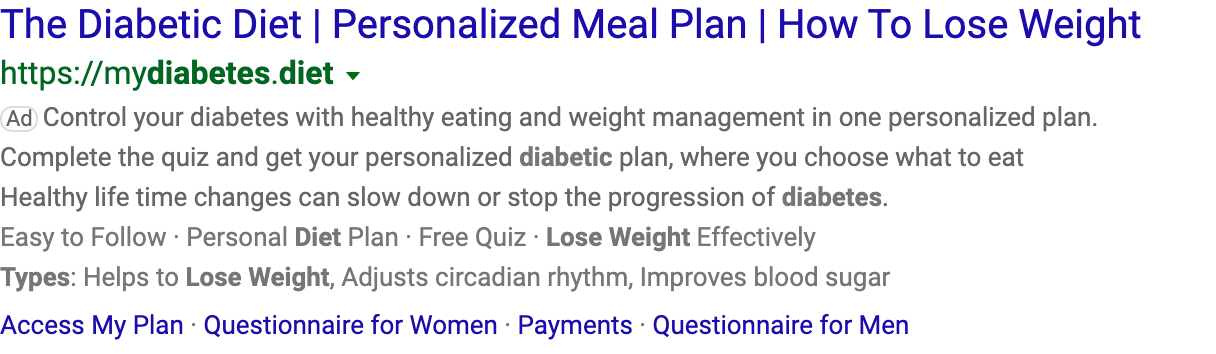 The Diabetic Diet | Personalized Meal Plan | How To Lose Weight
https://mydiabetes.diet
Ad Control your diabetes with healthy eating and weight management in one personalized plan.
Complete the quiz and get your personalized diabetic plan, where you choose what to eat
Healthy life time changes can slow down or stop the progression of diabetes.
Easy to Follow · Personal Diet Plan · Free Quiz · Lose Weight Effectively
Types: Helps to Lose Weight, Adjusts circadian rhythm, Improves blood sugar
Access My Plan · Questionnaire for Women · Payments · Questionnaire for Men